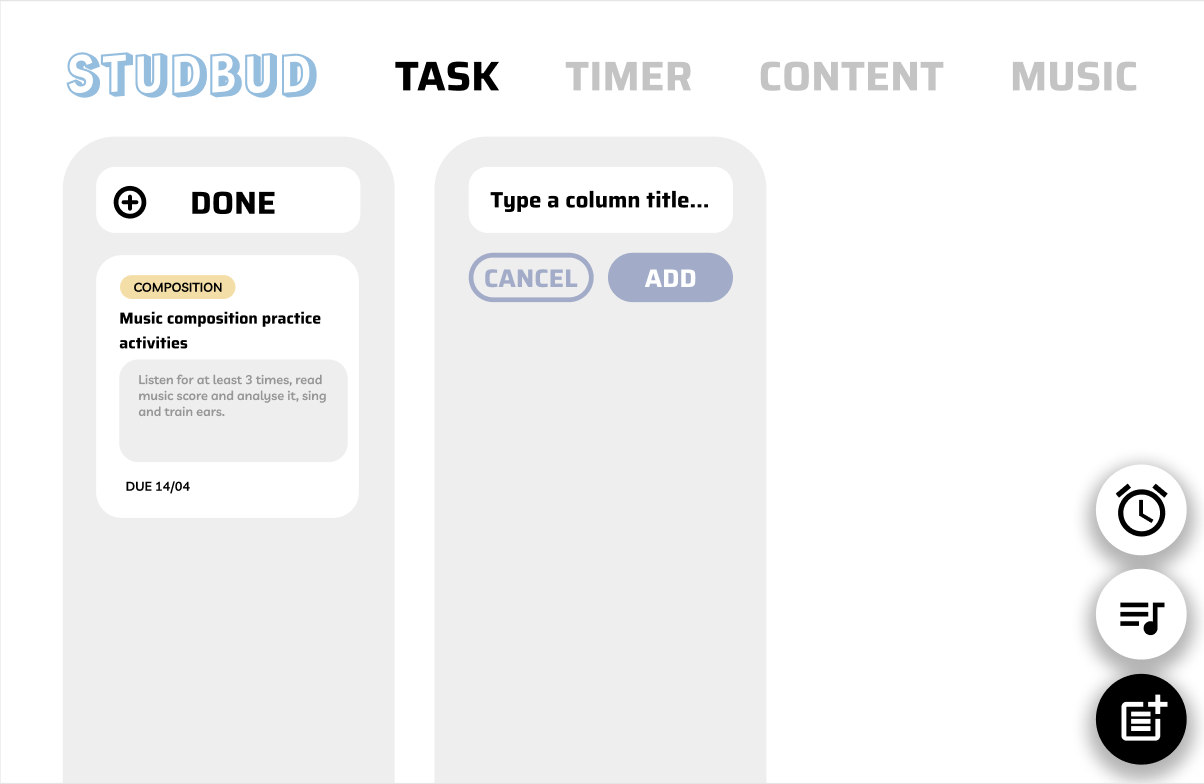 STUDBUD TASK TIMER CONTENT MUSIC
DONE
COMPOSITION
Music composition practice
activities
Listen for at least 3 times, read
music score and analyse it, sing
and train ears.
DUE 14/04
Type a column title...
CANCEL ADD